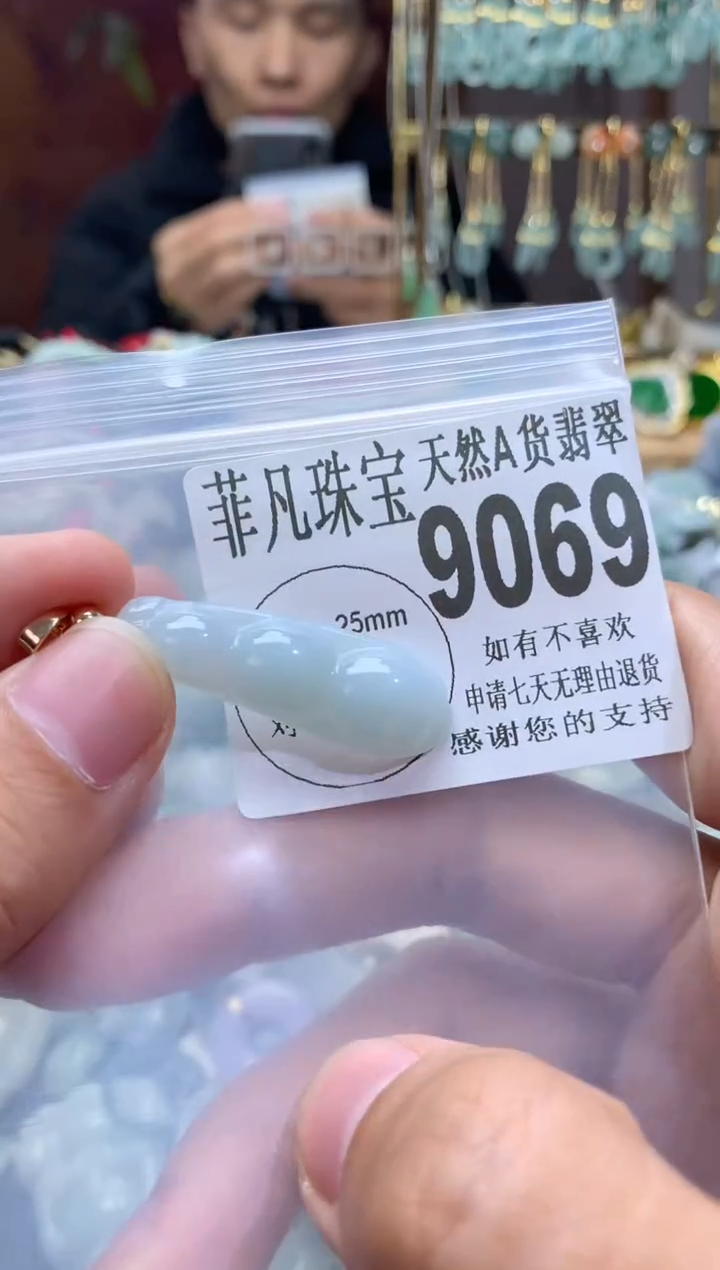 菲凡珠宝 天然A货翡翠
9069
25mm
对
如有不喜欢
申请七天无理由退货
感谢您的支持